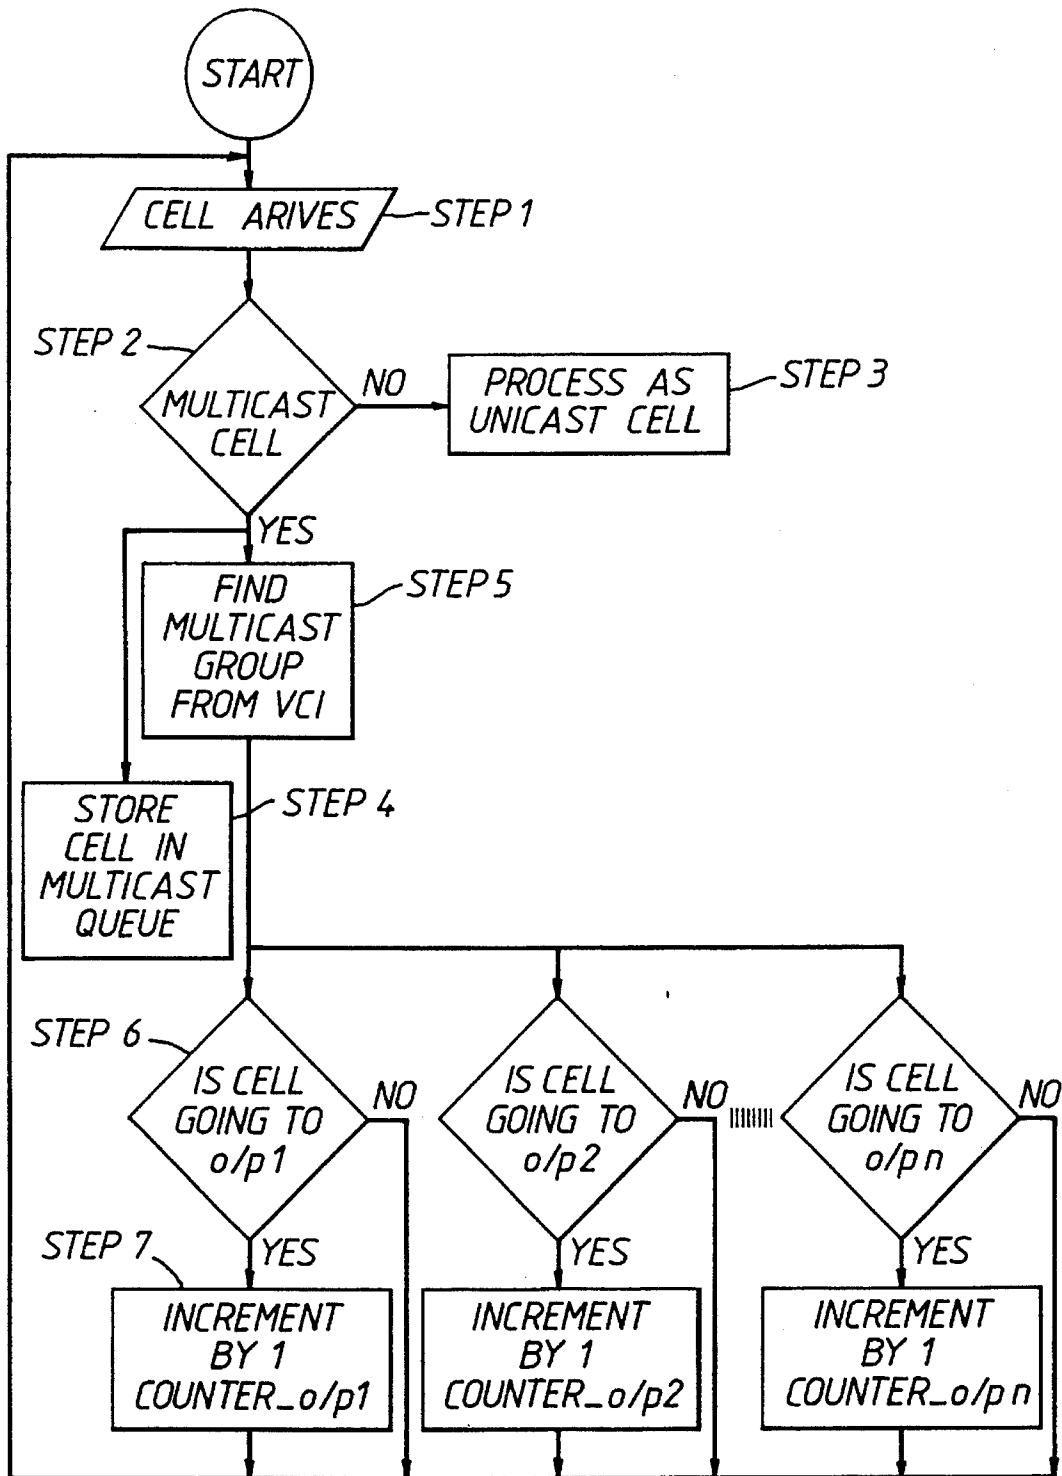 START
CELL ARIVES
STEP 1
STEP 2
MULTICAST
CELL
NO
PROCESS AS
UNICAST CELL
STEP 3
YES
FIND
MULTICAST
GROUP
FROM VCI
STEP 5
STORE
CELL IN
MULTICAST
QUEUE
STEP 4
STEP 6
IS CELL
GOING TO
o/p1
NO
IS CELL
GOING TO
o/p2
NO
IS CELL
GOING TO
o/p n
NO
STEP 7
YES
YES
YES
INCREMENT
BY 1
COUNTER_o/p1
INCREMENT
BY 1
COUNTER_o/p2
INCREMENT
BY 1
COUNTER_o/p n